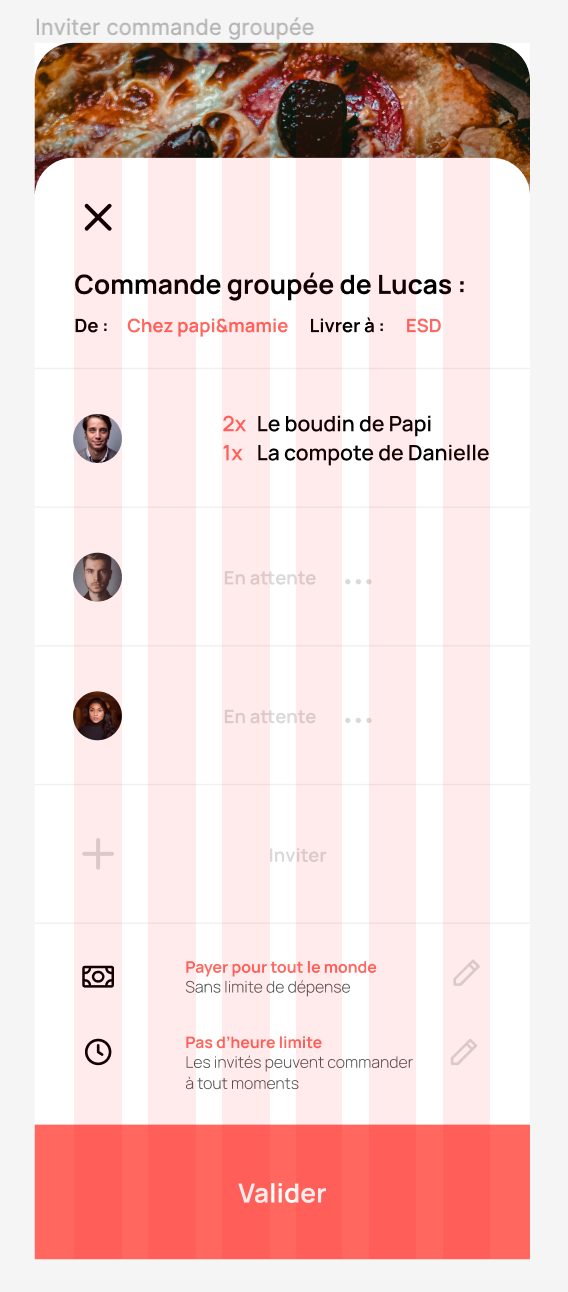 Inviter commande groupée
Commande groupée de Lucas :
De : Chez papi&mamie Livrer à : ESD
2x Le boudin de Papi
1x La compote de Danielle
En attente
En attente
Inviter
Payer pour tout le monde
Sans limite de dépense
Pas d'heure limite
Les invités peuvent commander
à tout moments
Valider